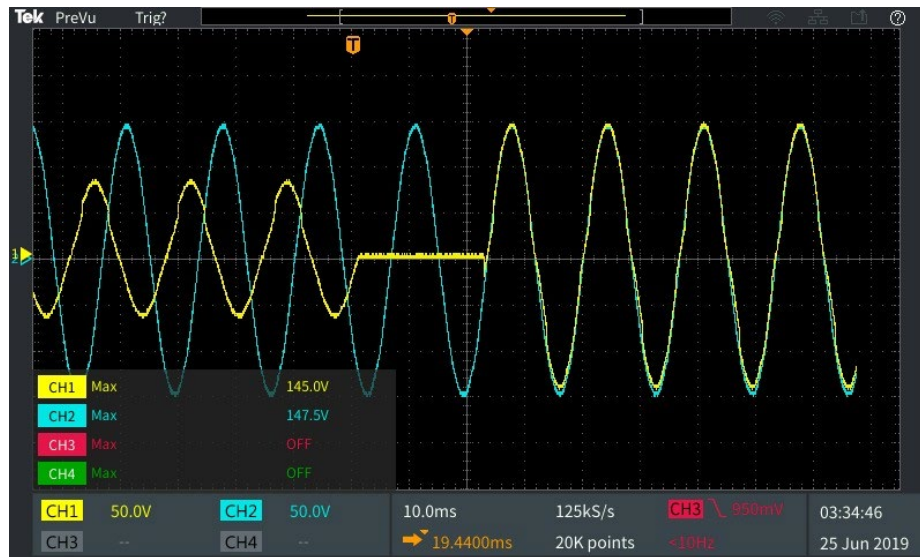 Tek PreVu Trig?
T
T
1
2
CH1 Max 145.0V
CH2 Max 147.5V
CH3 Max OFF
CH4 Max OFF
CH1 50.0V CH2 50.0V 10.0ms 125kS/s CH3 950mV 03:34:46
CH3 -- CH4 -- 19.4400ms 20K points <10Hz 25 Jun 2019